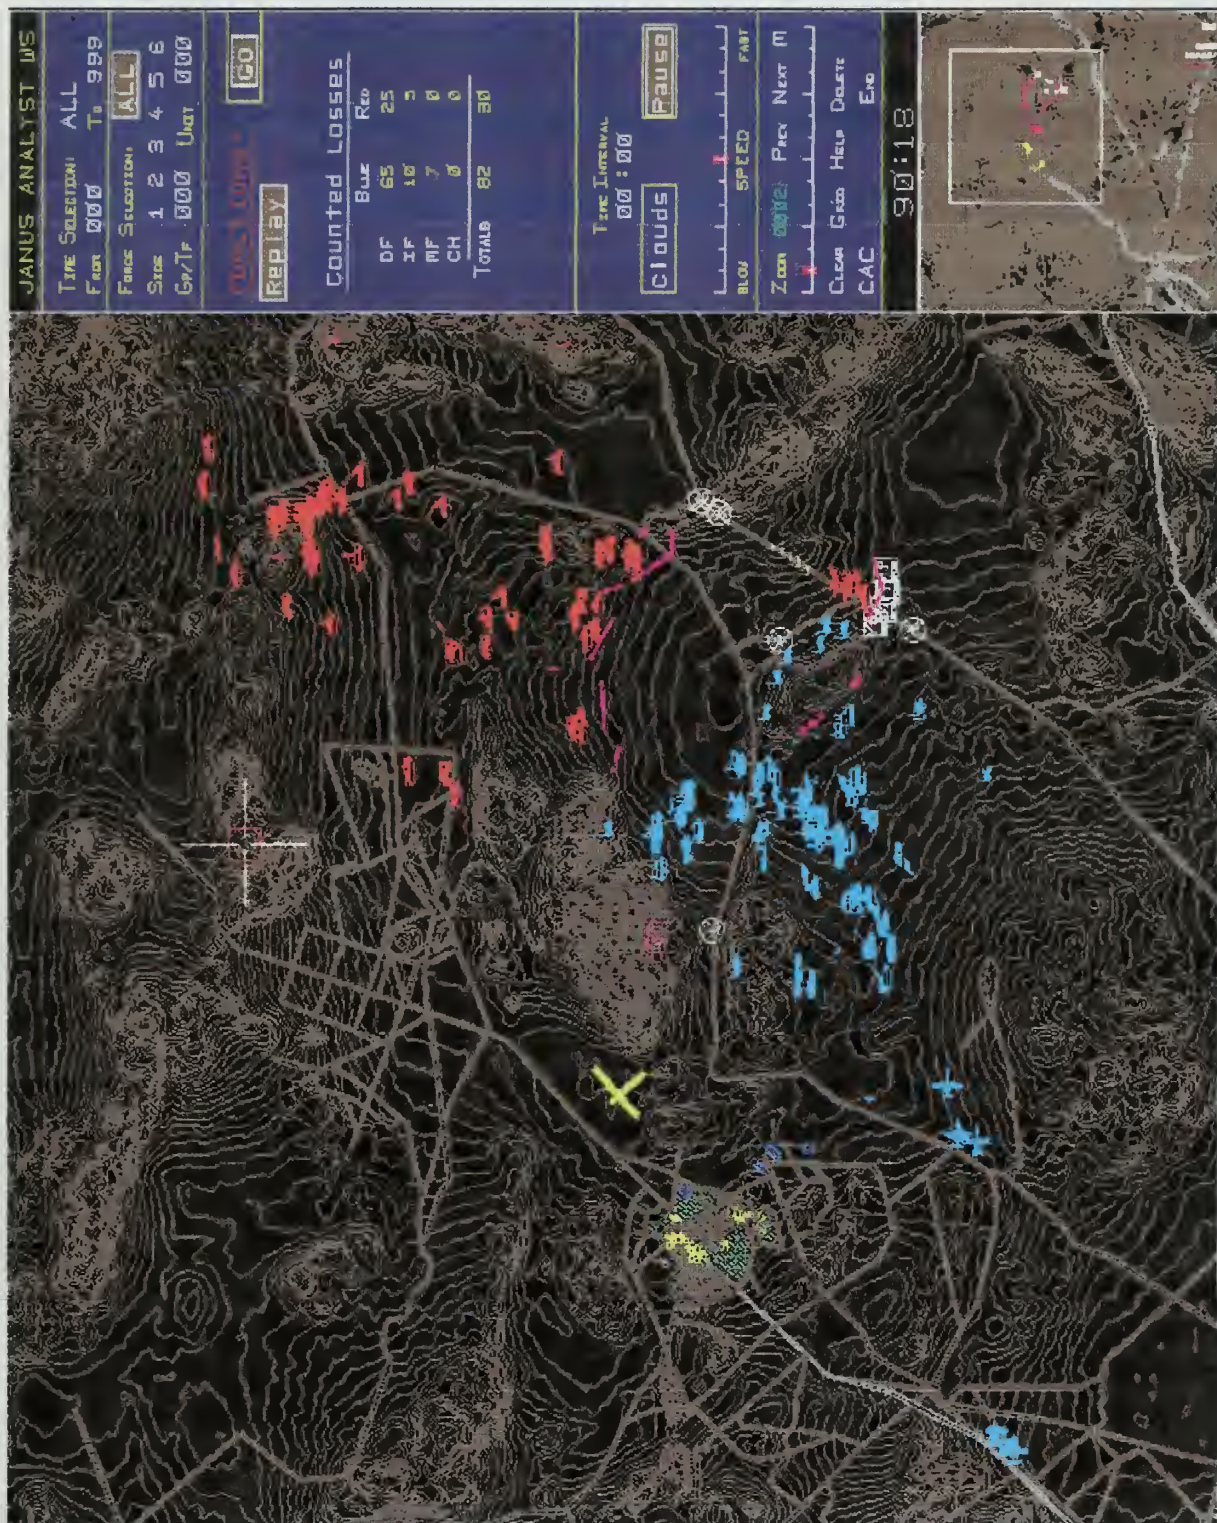 JANUS ANALYST WS
TIME SELECTION: ALL
FROM 000 TO 999
FORCE SELECTION: ALL
SIDE 1 2 3 4 5 6
GP/TF 000 UNIT 000
GO
Replay
Counted Losses
BLUE RED
DF 65 25
IF 10 5
MF 7 0
CH 0 0
TOTALS 82 30
TIME INTERVAL
00:00
Clouds Pause
SLOW SPEED FAST
ZOOM 0002 PREV NEXT M
CLEAR GRID HELP DELETE
CAC END
90:18